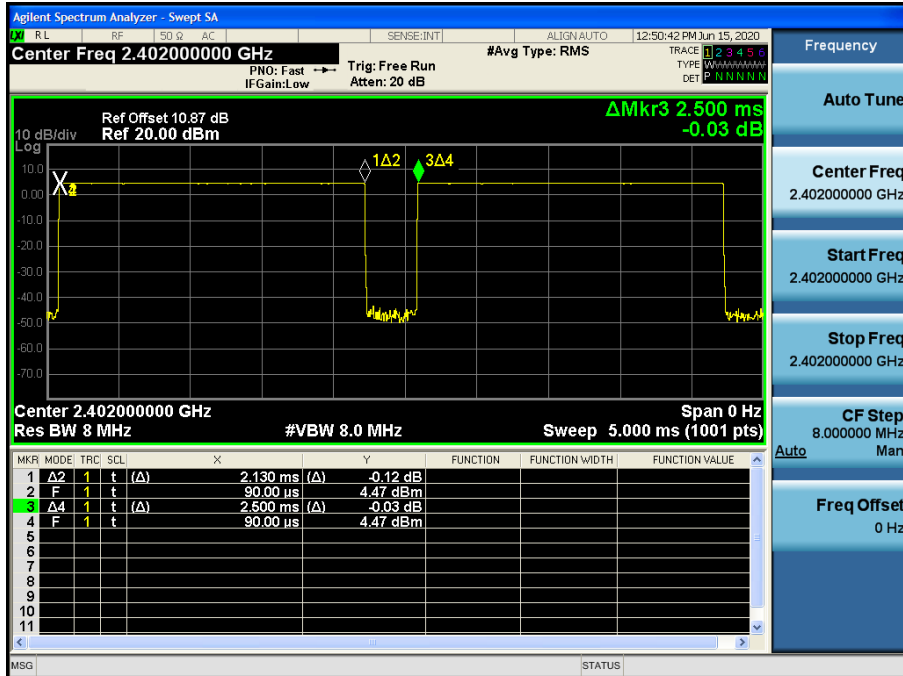 Agilent Spectrum Analyzer - Swept SA
LXI RL RF 50 Ω AC SENSE:INT ALIGN AUTO 12:50:42 PM Jun 15, 2020
Center Freq 2.402000000 GHz #Avg Type: RMS TRACE 1 2 3 4 5 6
PNO: Fast Trig: Free Run TYPE W
IFGain:Low Atten: 20 dB DET P N N N N N
Frequency
Auto Tune
Center Freq
2.402000000 GHz
Start Freq
2.402000000 GHz
Stop Freq
2.402000000 GHz
CF Step
8.000000 MHz
Auto Man
Freq Offset
0 Hz
ΔMkr3 2.500 ms
-0.03 dB
Ref Offset 10.87 dB
10 dB/div Ref 20.00 dBm
Log
1Δ2 3Δ4
10.0
0.00
-10.0
-20.0
-30.0
-40.0
-50.0
-60.0
-70.0
Center 2.402000000 GHz Span 0 Hz
Res BW 8 MHz #VBW 8.0 MHz Sweep 5.000 ms (1001 pts)
MKR MODE TRC SCL X Y FUNCTION FUNCTION WIDTH FUNCTION VALUE
1 Δ2 1 t (Δ) 2.130 ms (Δ) -0.12 dB
2 F 1 t 90.00 µs 4.47 dBm
3 Δ4 1 t (Δ) 2.500 ms (Δ) -0.03 dB
4 F 1 t 90.00 µs 4.47 dBm
5
6
7
8
9
10
11
MSG STATUS